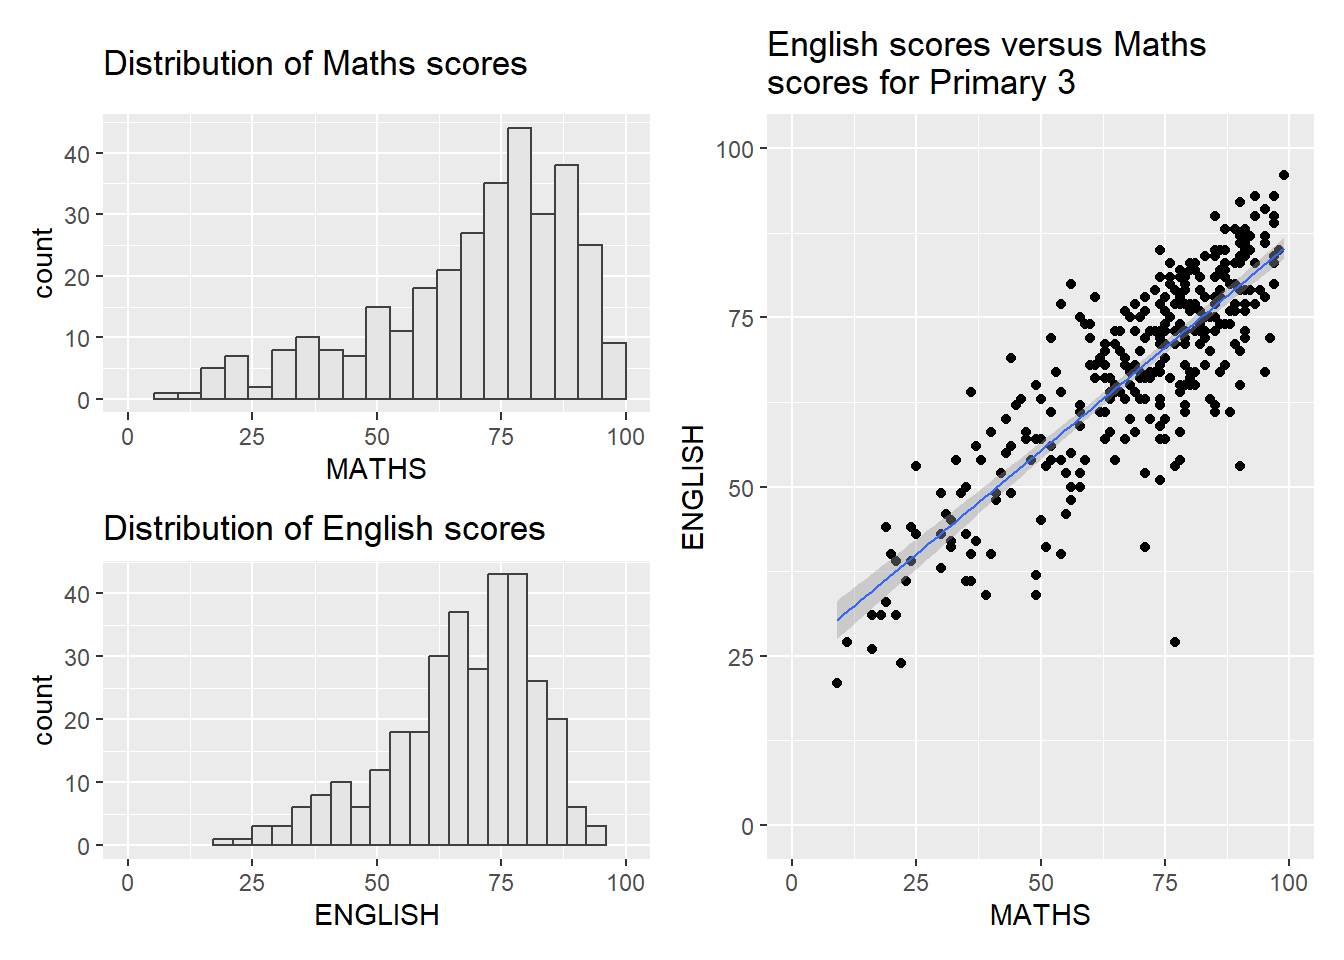 Distribution of Maths scores
40
30
20
10
0
count
0 25 50 75 100
MATHS
Distribution of English scores
40
30
20
10
0
count
0 25 50 75 100
ENGLISH
English scores versus Maths
scores for Primary 3
100
75
50
25
0
ENGLISH
0 25 50 75 100
MATHS